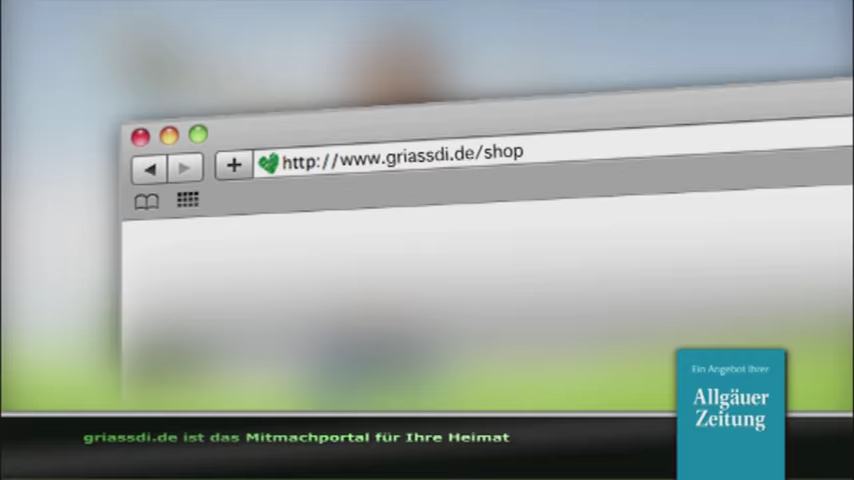 http://www.griassdi.de/shop
Ein Angebot Ihrer
Allgäuer
Zeitung
griassdi.de ist das Mitmachportal für Ihre Heimat